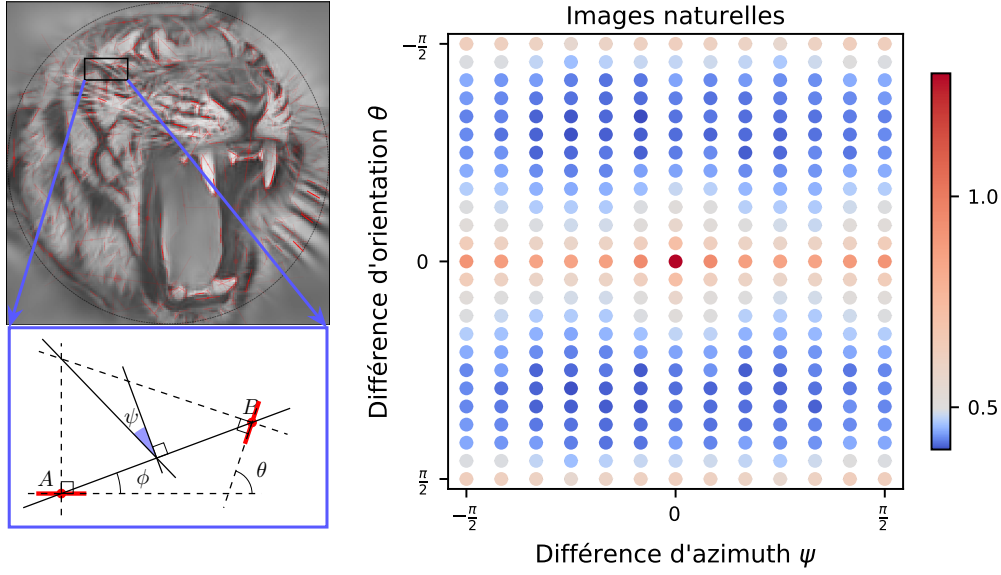 Images naturelles
−π/2
0
π/2
Différence d'orientation θ
−π/2
0
π/2
Différence d'azimuth ψ
1.0
0.5
ψ
B
A
ϕ
θ